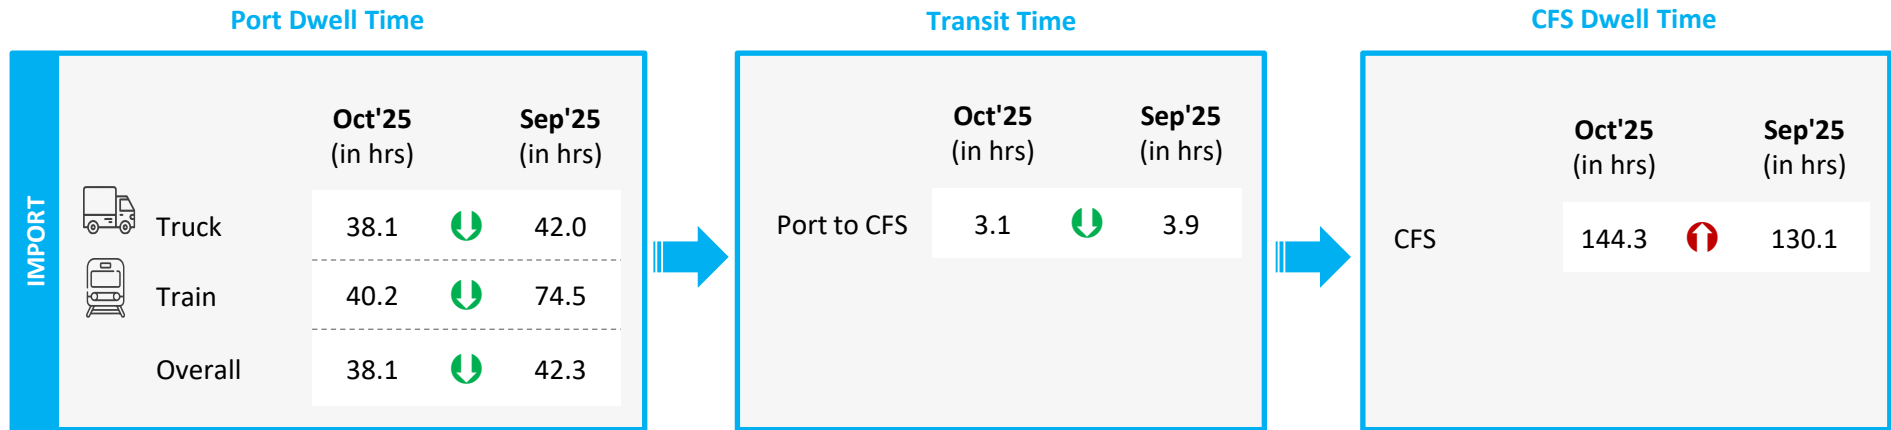 Port Dwell Time
Transit Time
CFS Dwell Time
IMPORT
Oct'25 Sep'25
(in hrs) (in hrs)
Truck 38.1 42.0
Train 40.2 74.5
Overall 38.1 42.3
Oct'25 Sep'25
(in hrs) (in hrs)
Port to CFS 3.1 3.9
Oct'25 Sep'25
(in hrs) (in hrs)
CFS 144.3 130.1